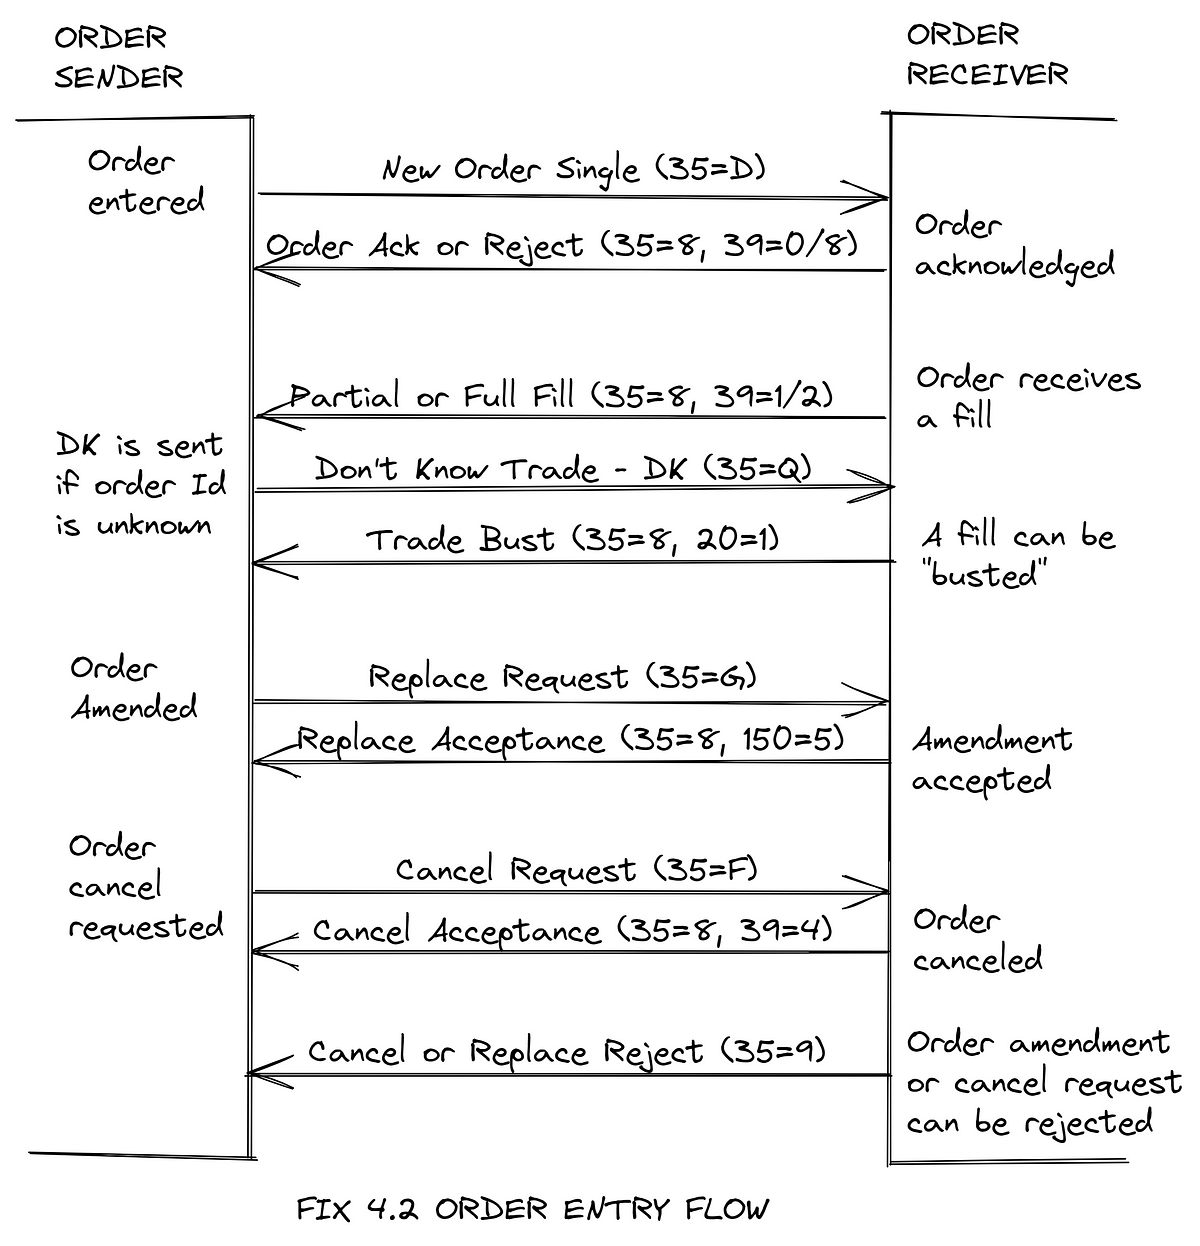 ORDER
SENDER
ORDER
RECEIVER
Order
entered
New Order Single (35=D)
Order Ack or Reject (35=8, 39=0/8)
Order
acknowledged
Partial or Full Fill (35=8, 39=1/2)
Order receives
a fill
DK is sent
if order Id
is unknown
Don't Know Trade - DK (35=Q)
Trade Bust (35=8, 20=1)
A fill can be
"busted"
Order
Amended
Replace Request (35=G)
Replace Acceptance (35=8, 150=5)
Amendment
accepted
Order
cancel
requested
Cancel Request (35=F)
Cancel Acceptance (35=8, 39=4)
Order
canceled
Cancel or Replace Reject (35=9)
Order amendment
or cancel request
can be rejected
FIX 4.2 ORDER ENTRY FLOW